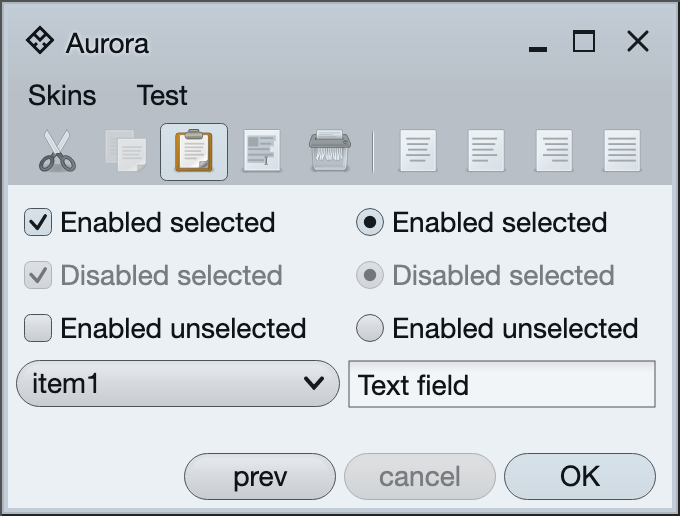 Aurora
Skins Test
Enabled selected Enabled selected
Disabled selected Disabled selected
Enabled unselected Enabled unselected
item1 Text field
prev cancel OK